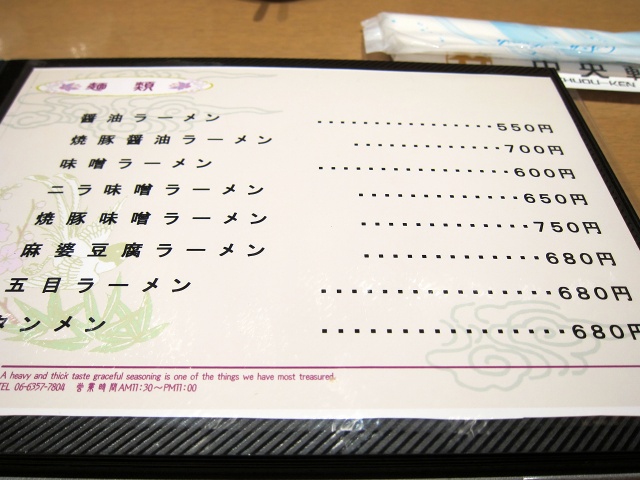 中央軒
麺類
醤油ラーメン ・・・・・・・・・・・・・・・・・550円
焼豚醤油ラーメン ・・・・・・・・・・・・・・700円
味噌ラーメン ・・・・・・・・・・・・・・・・・・600円
ニラ味噌ラーメン ・・・・・・・・・・・・・・650円
焼豚味噌ラーメン ・・・・・・・・・・・・・・750円
麻婆豆腐ラーメン ・・・・・・・・・・・・・・680円
五目ラーメン ・・・・・・・・・・・・・・・・・・680円
タンメン ・・・・・・・・・・・・・・・・・・680円
A heavy and thick taste graceful seasoning is one of the things we have most treasured.
TEL 06-6357-7804 営業時間AM11:30〜PM11:00